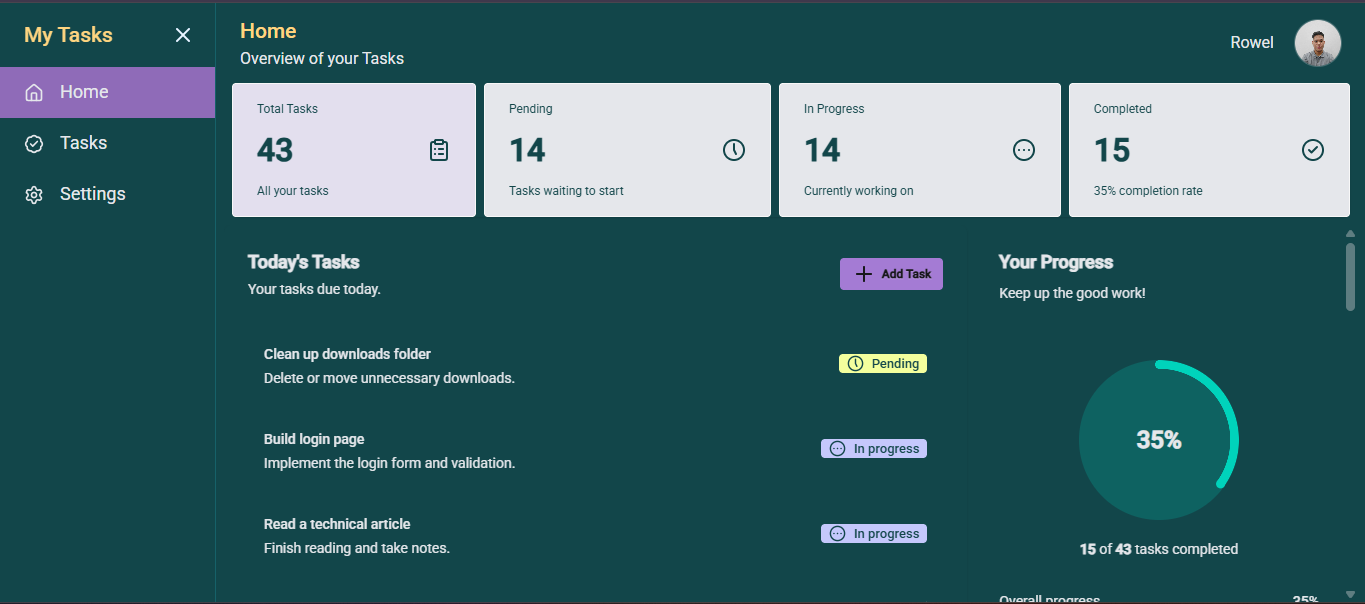 My Tasks
Home
Tasks
Settings
Home
Overview of your Tasks
Rowel
Total Tasks
43
All your tasks
Pending
14
Tasks waiting to start
In Progress
14
Currently working on
Completed
15
35% completion rate
Today's Tasks
Your tasks due today.
Add Task
Clean up downloads folder
Delete or move unnecessary downloads.
Pending
Build login page
Implement the login form and validation.
In progress
Read a technical article
Finish reading and take notes.
In progress
Your Progress
Keep up the good work!
35%
15 of 43 tasks completed
Overall progress 35%